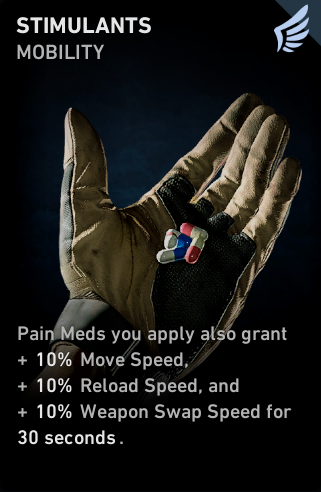 STIMULANTS
MOBILITY
Pain Meds you apply also grant
+ 10% Move Speed,
+ 10% Reload Speed, and
+ 10% Weapon Swap Speed for
30 seconds.